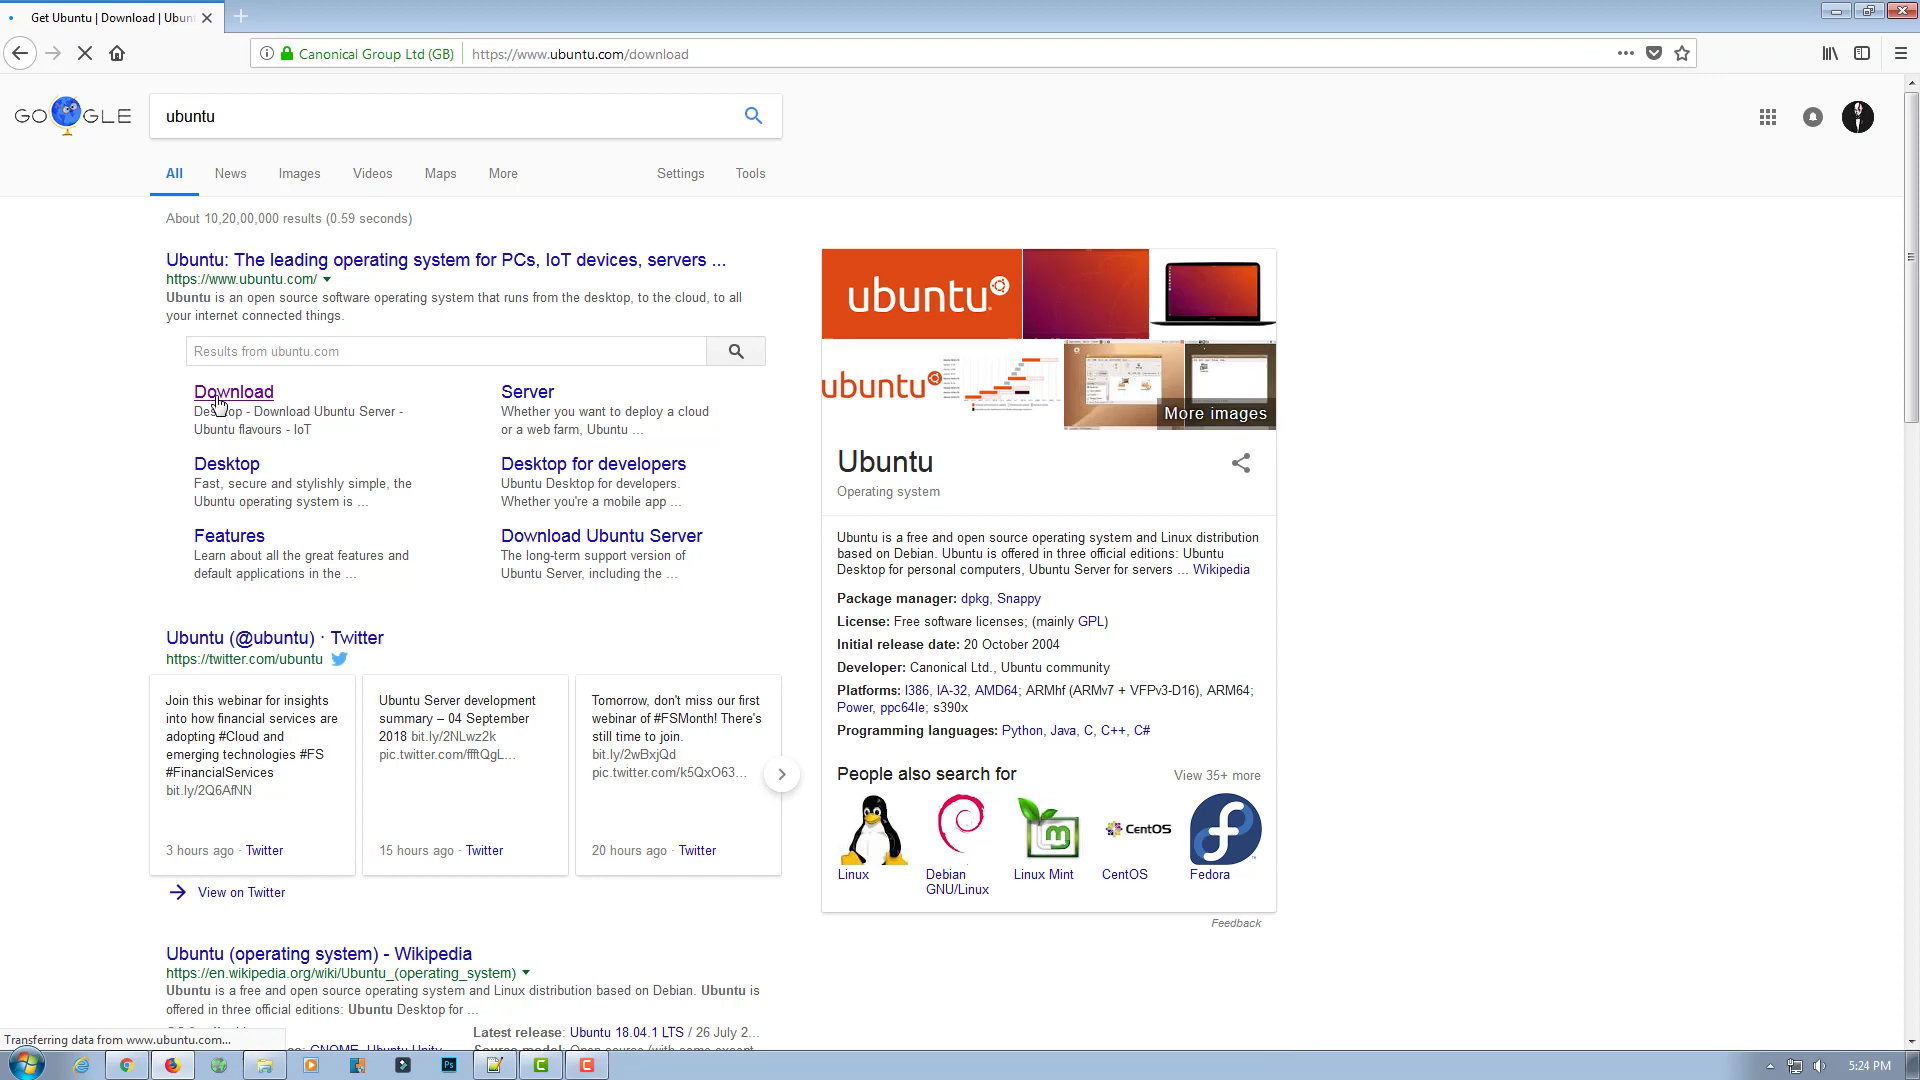 Get Ubuntu | Download | Ubun
Canonical Group Ltd (GB)
https://www.ubuntu.com/download
GOOGLE
ubuntu
All
News
Images
Videos
Maps
More
Settings
Tools
About 10,20,00,000 results (0.59 seconds)
Ubuntu: The leading operating system for PCs, IoT devices, servers ...
https://www.ubuntu.com/
Ubuntu is an open source software operating system that runs from the desktop, to the cloud, to all
your internet connected things.
Results from ubuntu.com
Download
Desktop - Download Ubuntu Server -
Ubuntu flavours - IoT
Server
Whether you want to deploy a cloud
or a web farm, Ubuntu ...
Desktop
Fast, secure and stylishly simple, the
Ubuntu operating system is ...
Desktop for developers
Ubuntu Desktop for developers.
Whether you're a mobile app ...
Features
Learn about all the great features and
default applications in the ...
Download Ubuntu Server
The long-term support version of
Ubuntu Server, including the ...
Ubuntu (@ubuntu) · Twitter
https://twitter.com/ubuntu
Join this webinar for insights
into how financial services are
adopting #Cloud and
emerging technologies #FS
#FinancialServices
bit.ly/2Q6AfNN
3 hours ago · Twitter
Ubuntu Server development
summary – 04 September
2018 bit.ly/2NLwz2k
pic.twitter.com/ffftQgL...
15 hours ago · Twitter
Tomorrow, don't miss our first
webinar of #FSMonth! There's
still time to join.
bit.ly/2wBxjQd
pic.twitter.com/k5QxO63...
20 hours ago · Twitter
View on Twitter
Ubuntu (operating system) - Wikipedia
https://en.wikipedia.org/wiki/Ubuntu_(operating_system)
Ubuntu is a free and open source operating system and Linux distribution based on Debian. Ubuntu is
offered in three official editions: Ubuntu Desktop for ...
Latest release: Ubuntu 18.04.1 LTS / 26 July 2...
GNOME, Ubuntu Unity
Source model: Open source (with some except
ubuntu
ubuntu
More images
Ubuntu
Operating system
Ubuntu is a free and open source operating system and Linux distribution
based on Debian. Ubuntu is offered in three official editions: Ubuntu
Desktop for personal computers, Ubuntu Server for servers ... Wikipedia
Package manager: dpkg, Snappy
License: Free software licenses; (mainly GPL)
Initial release date: 20 October 2004
Developer: Canonical Ltd., Ubuntu community
Platforms: I386, IA-32, AMD64; ARMhf (ARMv7 + VFPv3-D16), ARM64;
Power, ppc64le; s390x
Programming languages: Python, Java, C, C++, C#
People also search for
View 35+ more
CentOS
Linux
Debian
GNU/Linux
Linux Mint
CentOS
Fedora
Feedback
Transferring data from www.ubuntu.com...
Ps
5:24 PM